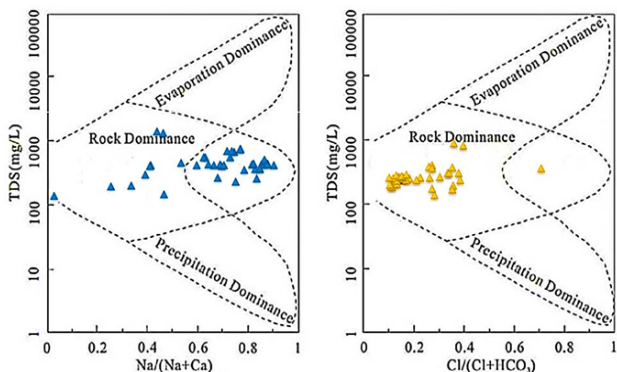 100000
10000
1000
100
10
1
TDS(mg/L)
Evaporation Dominance
Rock Dominance
Precipitation Dominance
0 0.2 0.4 0.6 0.8 1
Na/(Na+Ca)
100000
10000
1000
100
10
1
TDS(mg/L)
Evaporation Dominance
Rock Dominance
Precipitation Dominance
0 0.2 0.4 0.6 0.8 1
Cl/(Cl+HCO₃)